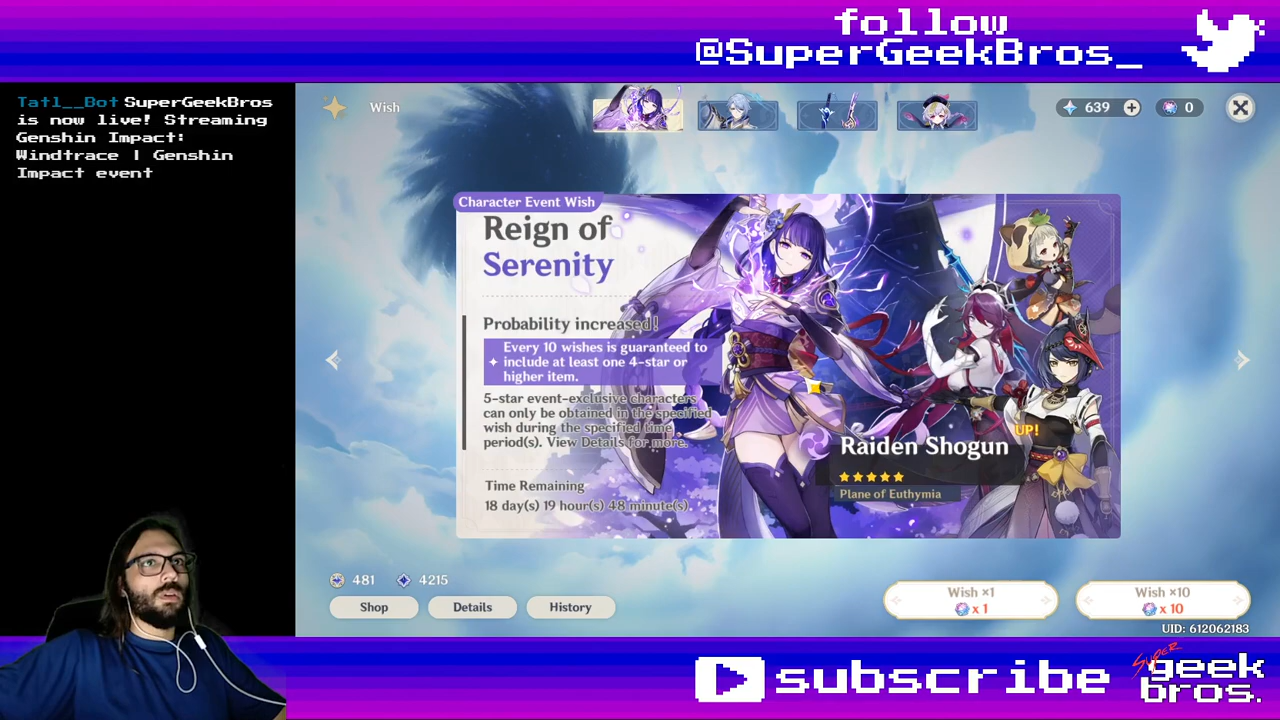 follow
@SuperGeekBros_
Tatl__Bot SuperGeekBros
is now live! Streaming
Genshin Impact:
Windtrace | Genshin
Impact event
Wish
639
0
Character Event Wish
Reign of
Serenity
Probability increased!
Every 10 wishes is guaranteed to
include at least one 4-star or
higher item.
5-star event-exclusive characters
can only be obtained in the specified
wish during the specified time
period(s). View Details for more.
Time Remaining
18 day(s) 19 hour(s) 48 minute(s).
UP!
Raiden Shogun
Plane of Euthymia
481 4215
Shop Details History
Wish ×1
x 1
Wish ×10
x 10
UID: 612062183
subscribe
super
geek
bros.